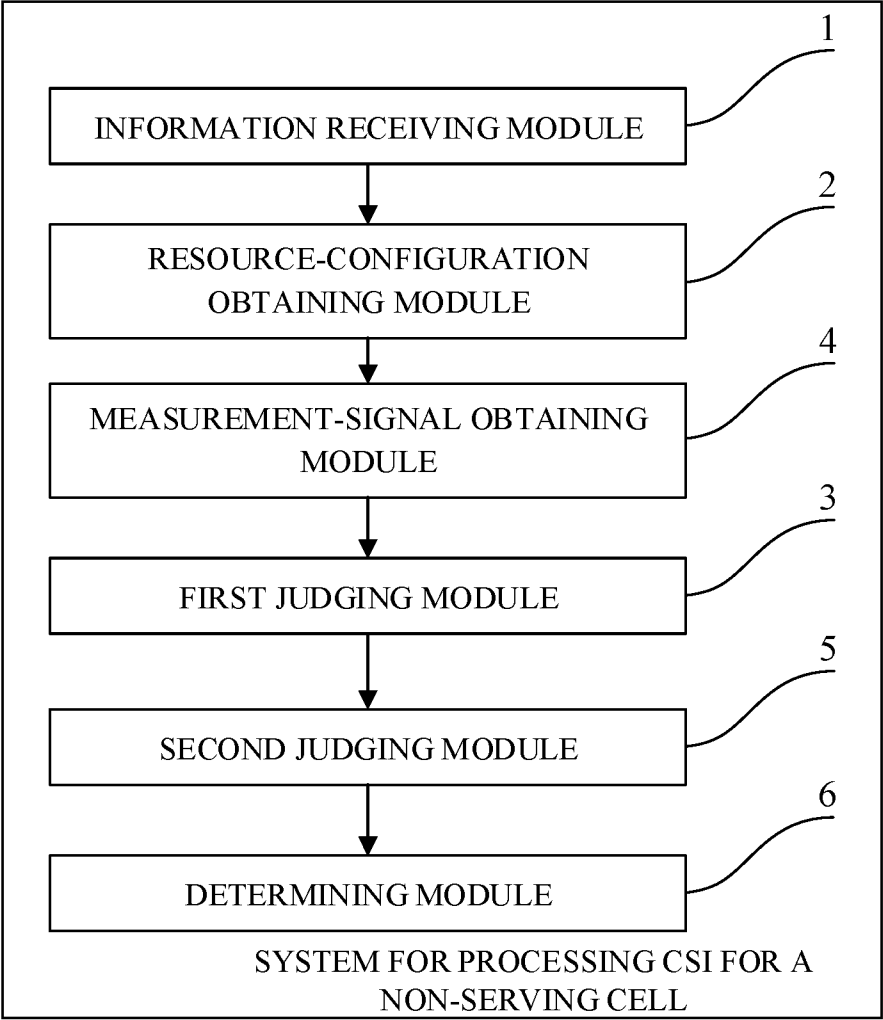 1
INFORMATION RECEIVING MODULE
2
RESOURCE-CONFIGURATION
OBTAINING MODULE
4
MEASUREMENT-SIGNAL OBTAINING
MODULE
3
FIRST JUDGING MODULE
5
SECOND JUDGING MODULE
6
DETERMINING MODULE
SYSTEM FOR PROCESSING CSI FOR A
NON-SERVING CELL